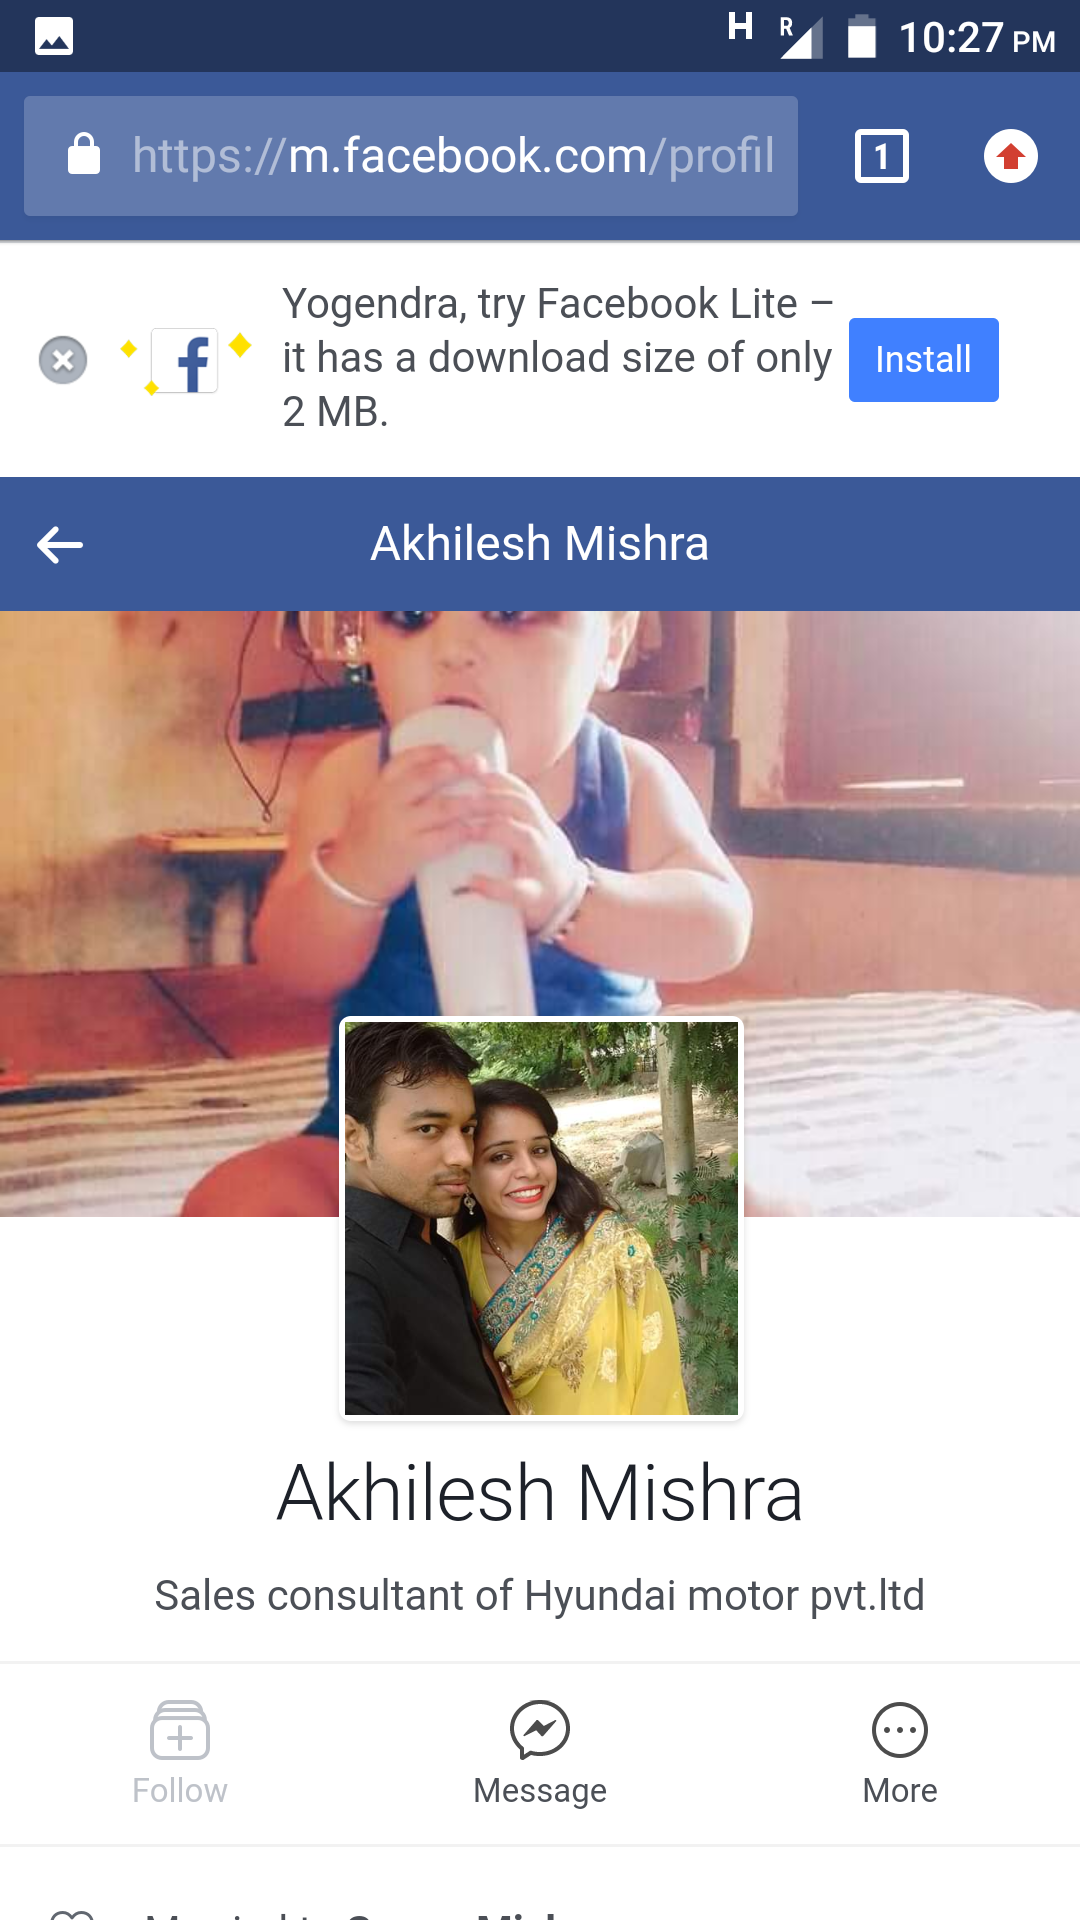 H R 10:27 PM
https://m.facebook.com/profil 1
Yogendra, try Facebook Lite –
it has a download size of only
2 MB.
Install
Akhilesh Mishra
Akhilesh Mishra
Sales consultant of Hyundai motor pvt.ltd
Follow Message More